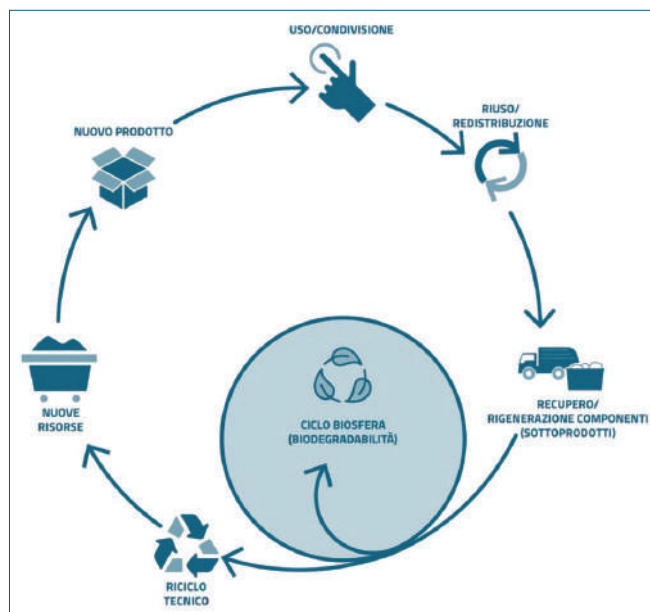 USO/CONDIVISIONE
RIUSO/
REDISTRIBUZIONE
NUOVO PRODOTTO
RECUPERO/
RIGENERAZIONE COMPONENTI
(SOTTOPRODOTTI)
CICLO BIOSFERA
(BIODEGRADABILITÀ)
NUOVE
RISORSE
RICICLO
TECNICO